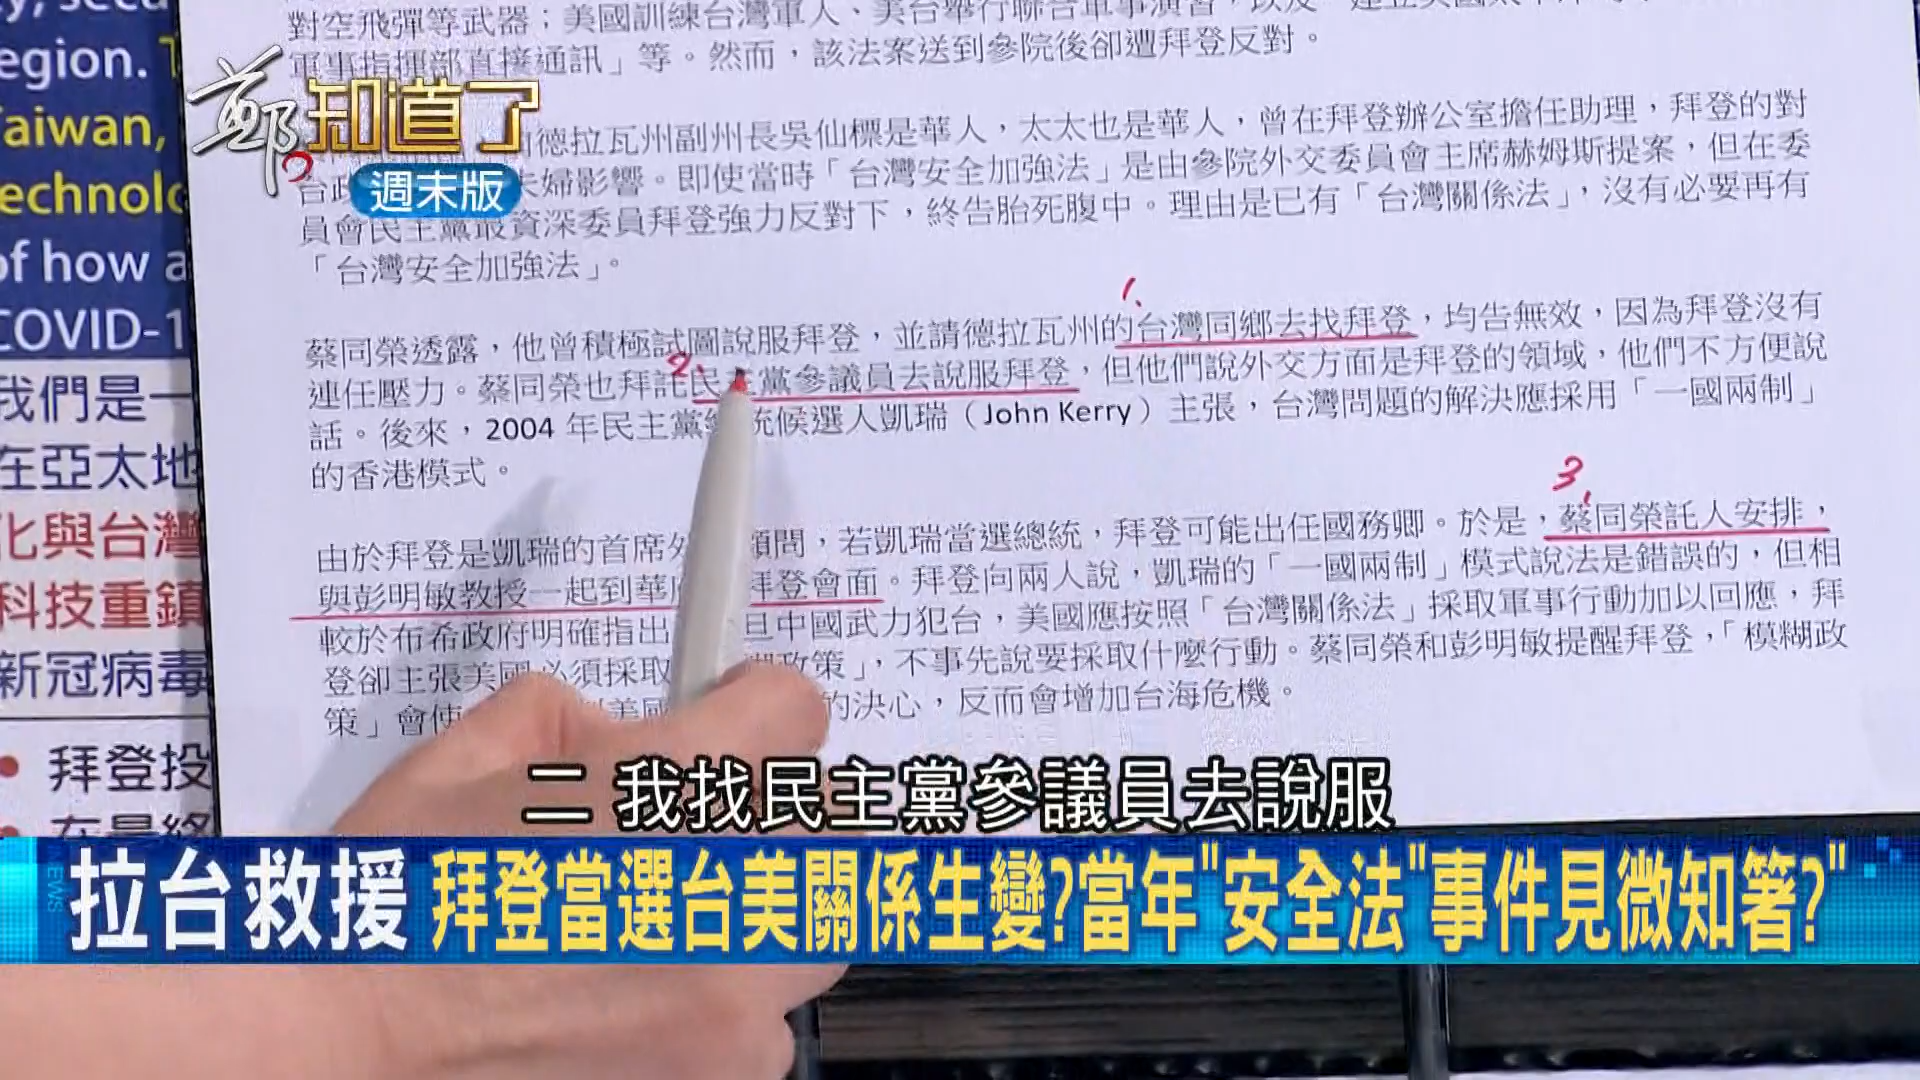 egion. T
Taiwan,
echnolo
of how a
COVID-1
我們是一
在亞太地
化與台灣
科技重鎮
新冠病毒
拜登投
鄭知道了
週末版
對空飛彈等武器；美國訓練台灣軍人、美台舉行聯合軍事演習，以及
軍事指揮部直接通訊」等。然而，該法案送到參院後卻遭拜登反對。
的德拉瓦州副州長吳仙標是華人，太太也是華人，曾在拜登辦公室擔任助理，拜登的對
台政 夫婦影響。即使當時「台灣安全加強法」是由參院外交委員會主席赫姆斯提案，但在委
員會民主黨最資深委員拜登強力反對下，終告胎死腹中。理由是已有「台灣關係法」，沒有必要再有
「台灣安全加強法」。
1.
蔡同榮透露，他曾積極試圖說服拜登，並請德拉瓦州的台灣同鄉去找拜登，均告無效，因為拜登沒有
2.
連任壓力。蔡同榮也拜託民主黨參議員去說服拜登，但他們說外交方面是拜登的領域，他們不方便說
話。後來，2004 年民主黨總統候選人凱瑞（John Kerry）主張，台灣問題的解決應採用「一國兩制」
的香港模式。
3.
由於拜登是凱瑞的首席外 顧問，若凱瑞當選總統，拜登可能出任國務卿。於是，蔡同榮託人安排，
與彭明敏教授一起到華府 拜登會面。拜登向兩人說，凱瑞的「一國兩制」模式說法是錯誤的，但相
較於布希政府明確指出 旦中國武力犯台，美國應按照「台灣關係法」採取軍事行動加以回應，拜
登卻主張美國必須採取 糊政策」，不事先說要採取什麼行動。蔡同榮和彭明敏提醒拜登，「模糊政
策」會使 美國 的決心，反而會增加台海危機。
二 我找民主黨參議員去說服
NEWS
拉台救援 拜登當選台美關係生變?當年"安全法"事件見微知箸?"